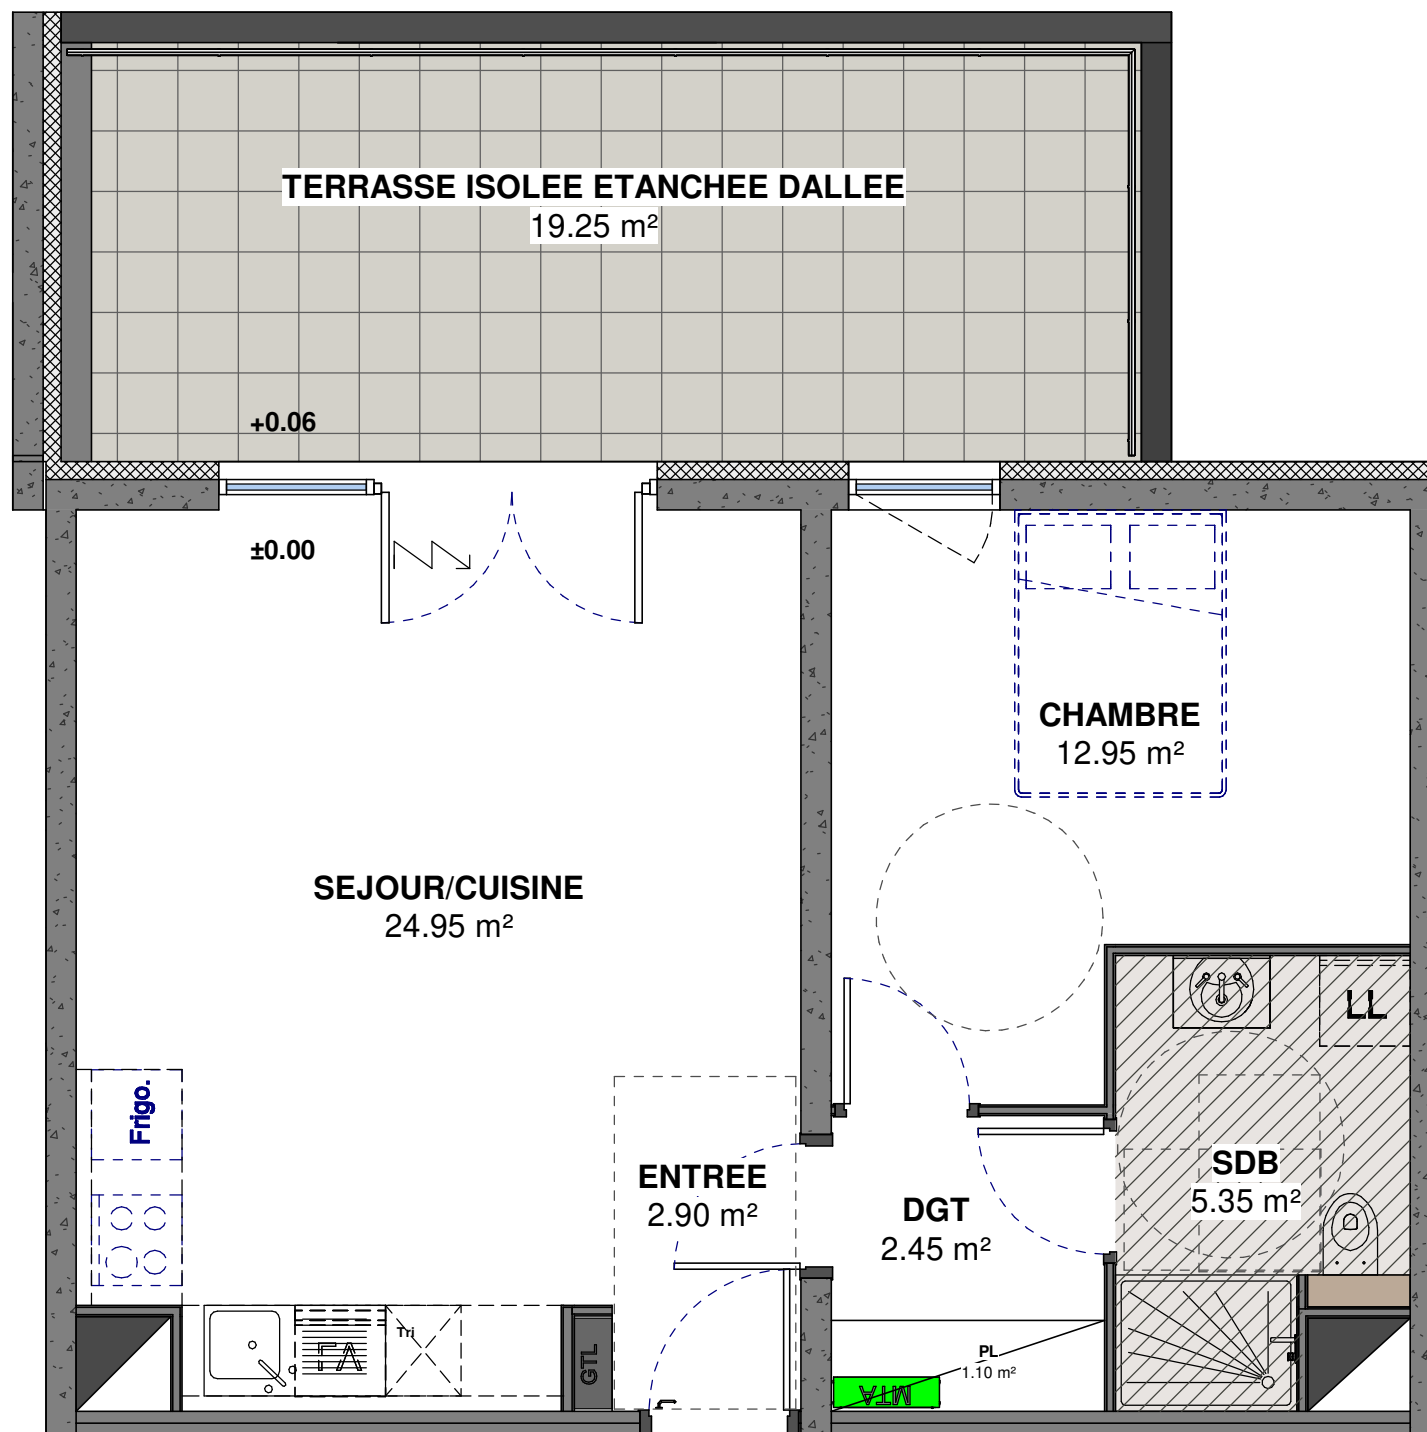 TERRASSE ISOLEE ETANCHEE DALLEE
19.25 m²
+0.06
±0.00
CHAMBRE
12.95 m²
SEJOUR/CUISINE
24.95 m²
LL
Frigo.
ENTREE
2.90 m²
SDB
5.35 m²
DGT
2.45 m²
Tri
FA
GTL
PL
1.10 m²
MTA